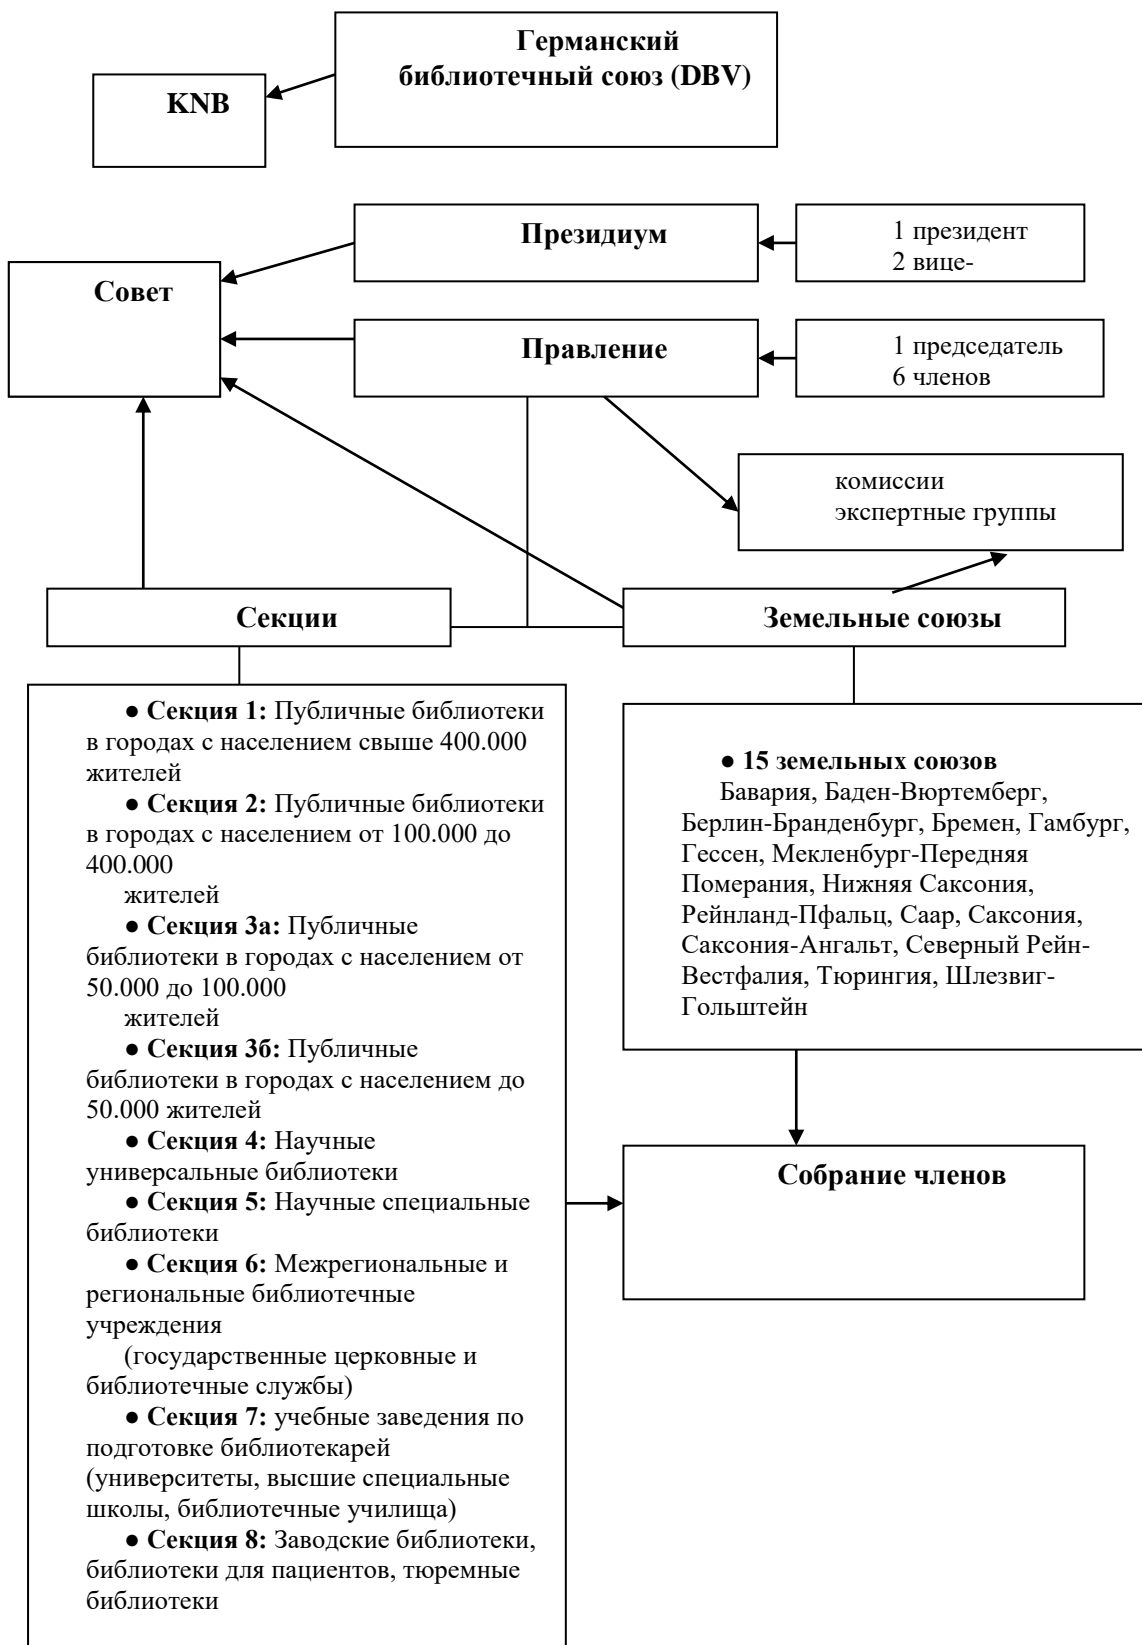 Германский
библиотечный союз (DBV)
KNB
Президиум
1 президент
2 вице-
Совет
Правление
1 председатель
6 членов
комиссии
экспертные группы
Секции
Земельные союзы
● Секция 1: Публичные библиотеки
в городах с населением свыше 400.000
жителей
● Секция 2: Публичные библиотеки
в городах с населением от 100.000 до
400.000
жителей
● Секция 3а: Публичные
библиотеки в городах с населением от
50.000 до 100.000
жителей
● Секция 3б: Публичные
библиотеки в городах с населением до
50.000 жителей
● Секция 4: Научные
универсальные библиотеки
● Секция 5: Научные специальные
библиотеки
● Секция 6: Межрегиональные и
региональные библиотечные
учреждения
(государственные церковные и
библиотечные службы)
● Секция 7: учебные заведения по
подготовке библиотекарей
(университеты, высшие специальные
школы, библиотечные училища)
● Секция 8: Заводские библиотеки,
библиотеки для пациентов, тюремные
библиотеки
● 15 земельных союзов
Бавария, Баден-Вюртемберг,
Берлин-Бранденбург, Бремен, Гамбург,
Гессен, Мекленбург-Передняя
Померания, Нижняя Саксония,
Рейнланд-Пфальц, Саар, Саксония,
Саксония-Ангальт, Северный Рейн-
Вестфалия, Тюрингия, Шлезвиг-
Гольштейн
Собрание членов